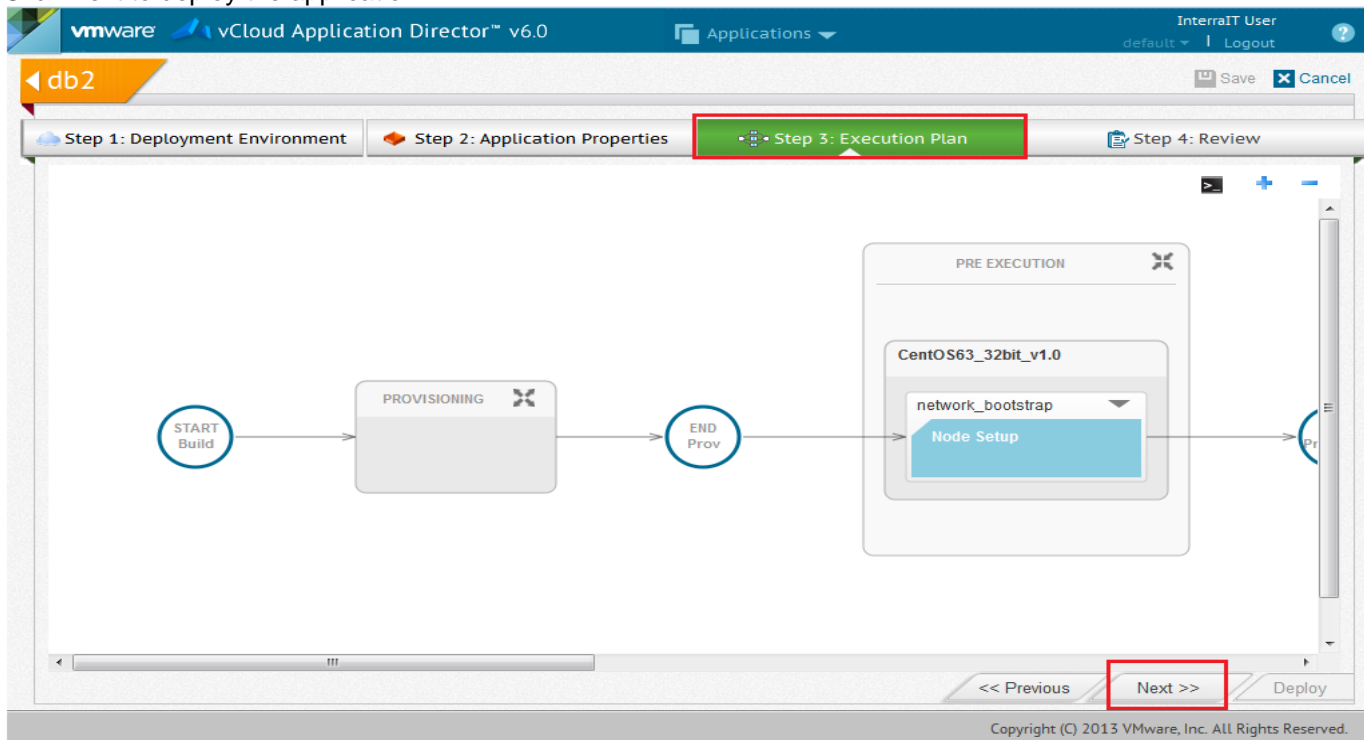 vmware vCloud Application Director™ v6.0
Applications
InterraIT User
default | Logout
?
db2
Save
Cancel
Step 1: Deployment Environment
Step 2: Application Properties
Step 3: Execution Plan
Step 4: Review
>_
+ −
PRE EXECUTION
CentOS63_32bit_v1.0
PROVISIONING
network_bootstrap
START
Build
END
Prov
Node Setup
Pr
<< Previous
Next >>
Deploy
Copyright (C) 2013 VMware, Inc. All Rights Reserved.